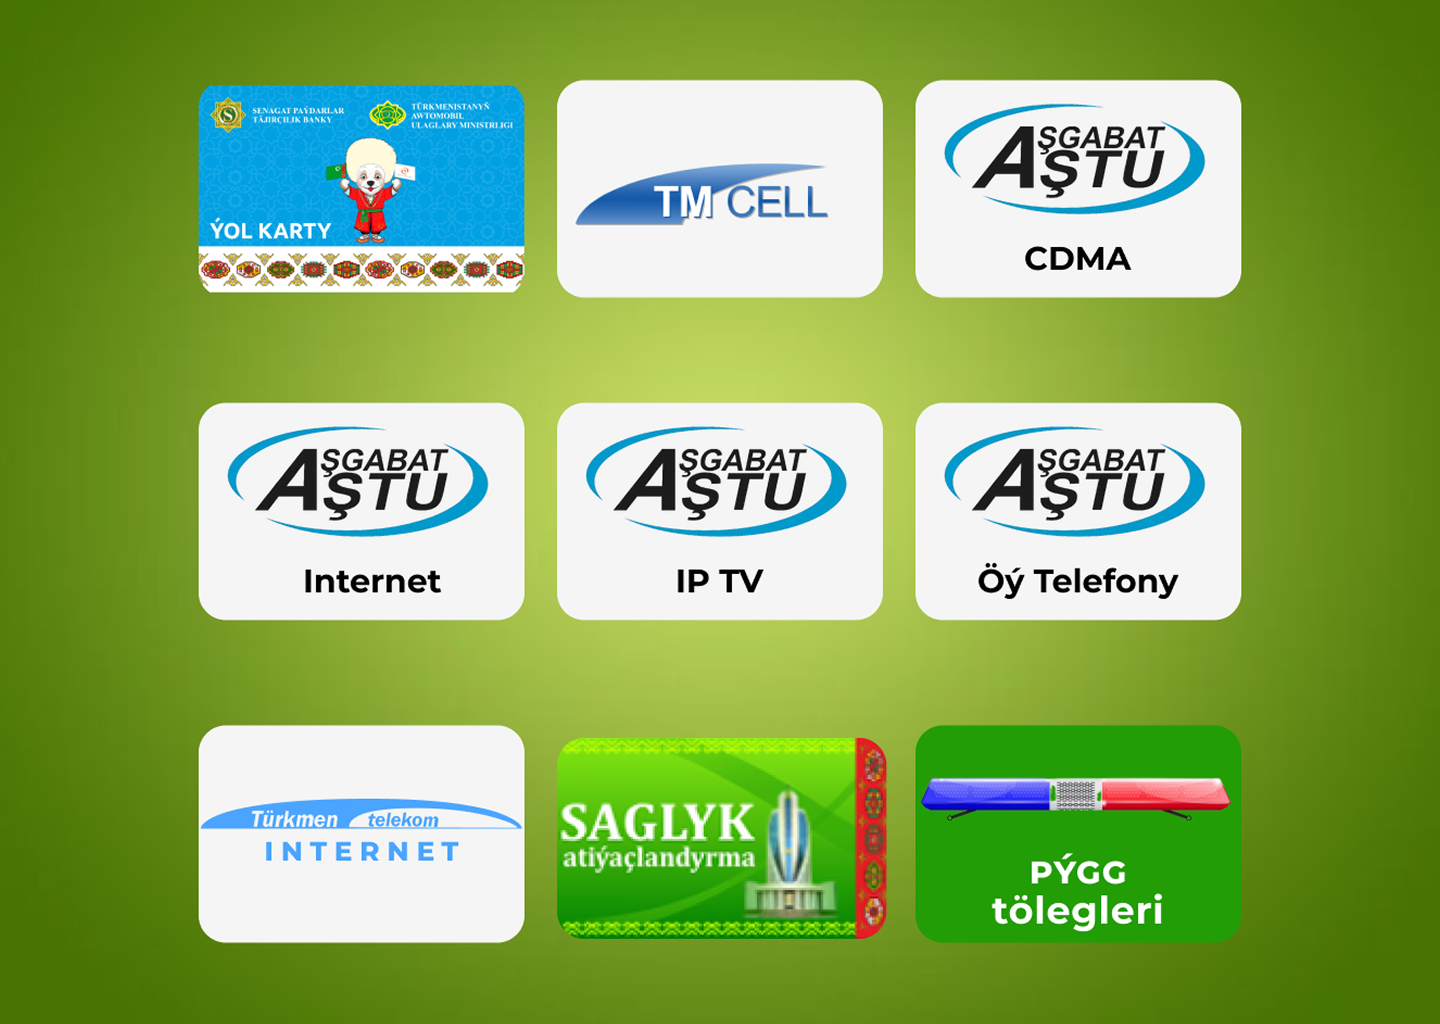 SENAGAT PAÝDARLAR
TÄJIRÇILIK BANKY
TÜRKMENISTANYŇ
AWTOMOBIL
ULAGLARY MINISTRLIGI
ÝOL KARTY
TM CELL
AŞGABAT
AŞTU
CDMA
AŞGABAT
AŞTU
Internet
AŞGABAT
AŞTU
IP TV
AŞGABAT
AŞTU
Öý Telefony
Türkmen telekom
INTERNET
SAGLYK
atiýaçlandyrma
PÝGG
tölegleri